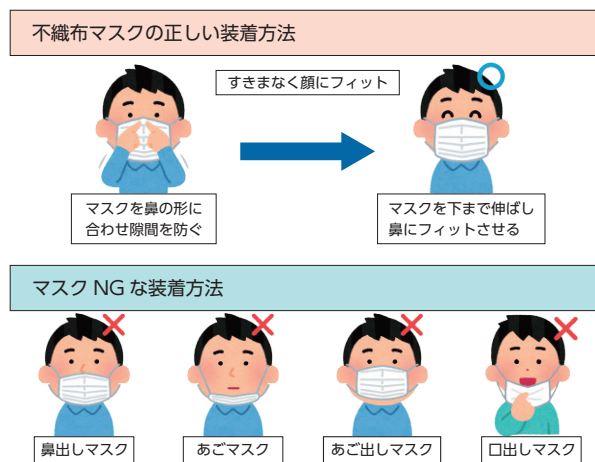 不織布マスクの正しい装着方法
すきまなく顔にフィット
マスクを鼻の形に
合わせ隙間を防ぐ
マスクを下まで伸ばし
鼻にフィットさせる
マスク NG な装着方法
鼻出しマスク
あごマスク
あご出しマスク
口出しマスク